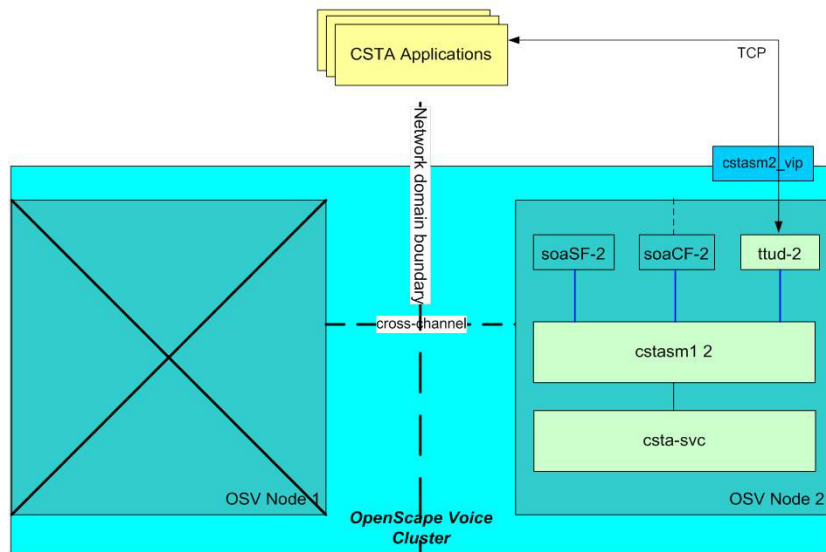 CSTA Applications
TCP
Network domain boundary
cstasm2_vip
soaSF-2
soaCF-2
ttud-2
cross-channel
cstasm1 2
csta-svc
OSV Node 1
OSV Node 2
OpenScape Voice
Cluster